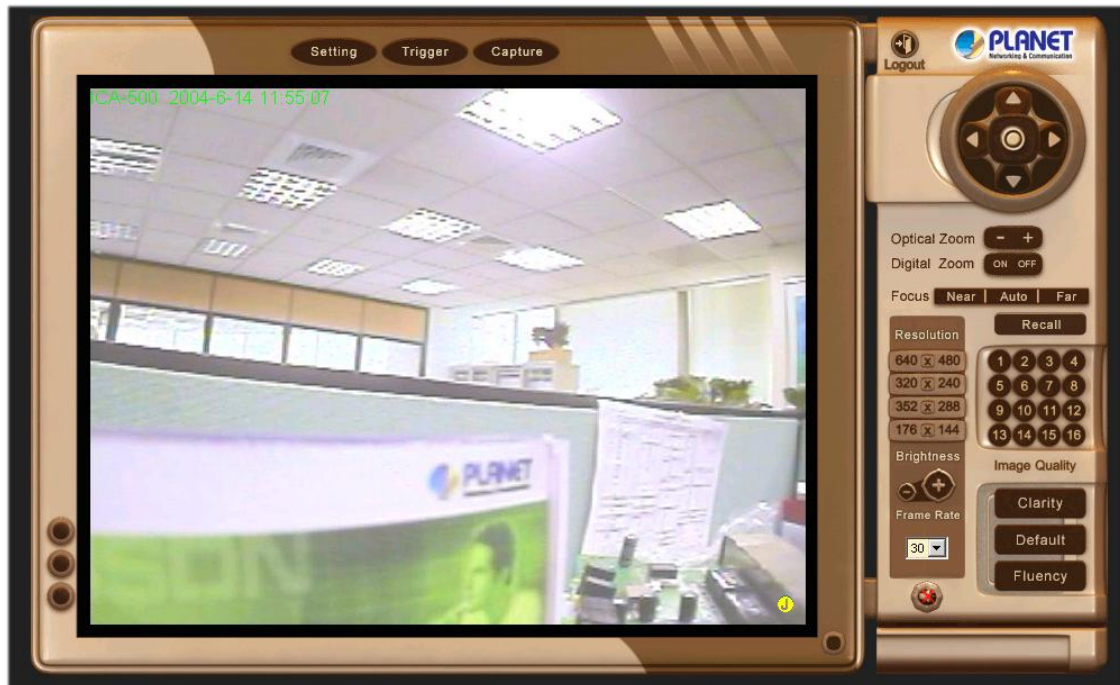 Setting Trigger Capture
Logout
PLANET
Networking & Communication
ICA-500 2004-6-14 11:55:07
Optical Zoom - +
Digital Zoom ON OFF
Focus Near Auto Far
Resolution
Recall
640 x 480
320 x 240
352 x 288
176 x 144
1 2 3 4
5 6 7 8
9 10 11 12
13 14 15 16
Brightness
- +
Image Quality
Frame Rate
30
Clarity
Default
Fluency
PLANET
SDN
J